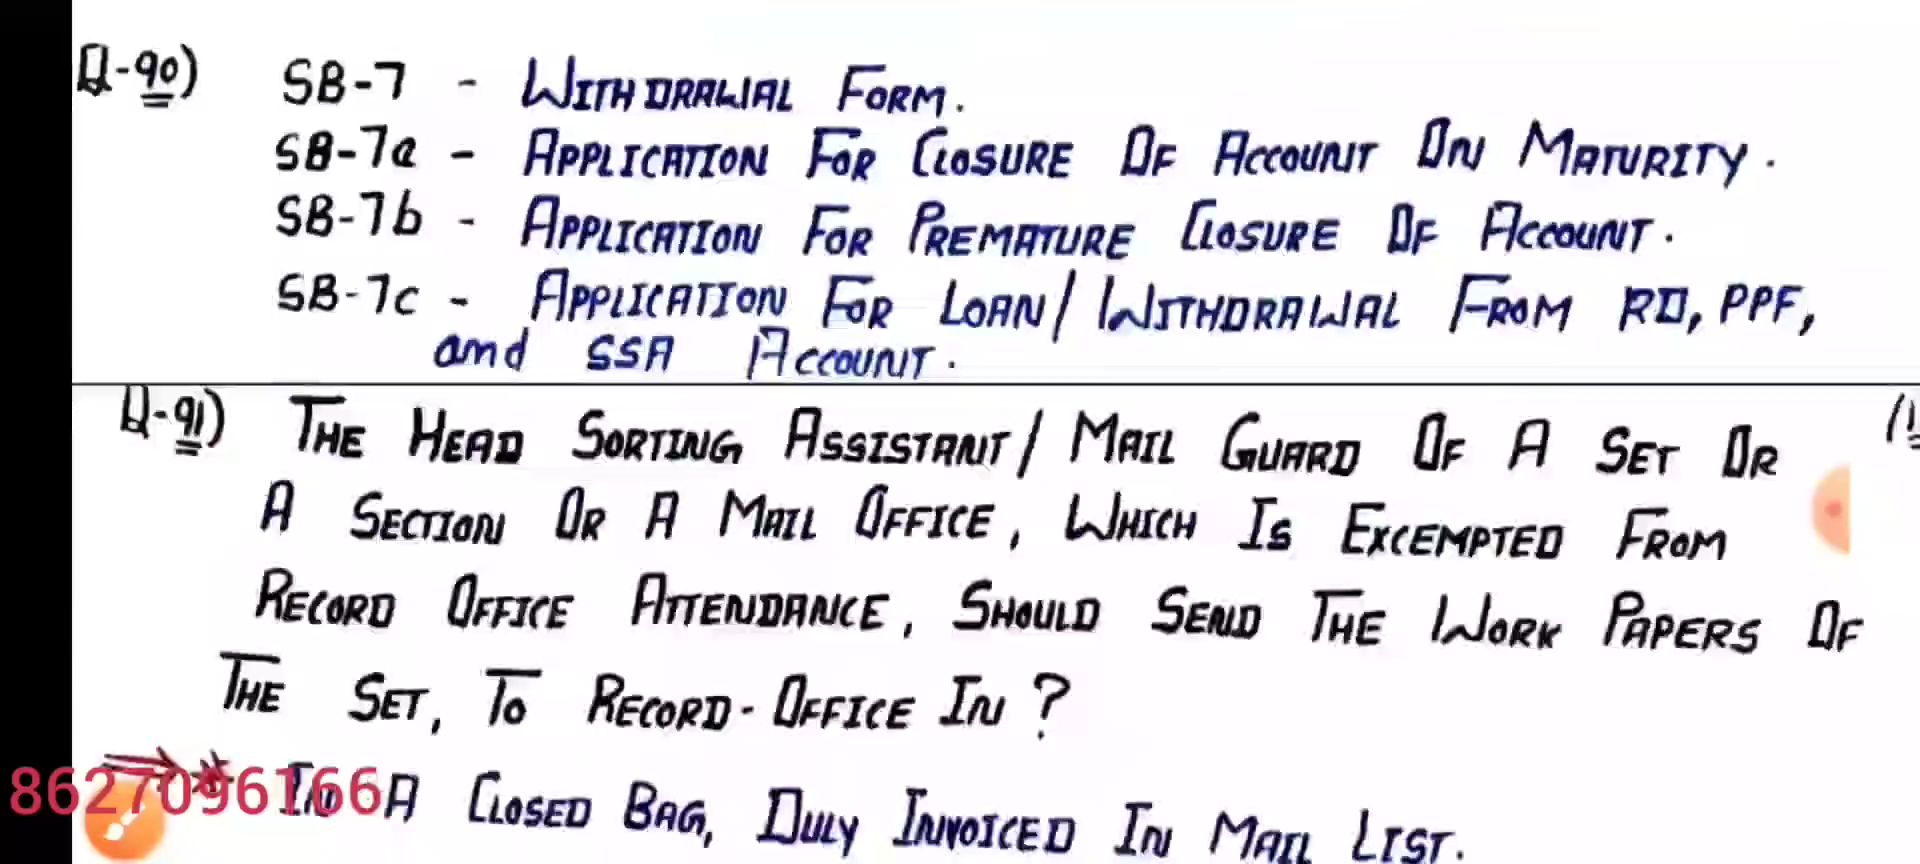 Q-90) SB-7 - WITHDRAWAL FORM.
SB-7a - APPLICATION FOR CLOSURE OF ACCOUNT ON MATURITY.
SB-7b - APPLICATION FOR PREMATURE CLOSURE OF ACCOUNT.
SB-7c - APPLICATION FOR LOAN/WITHDRAWAL FROM RD, PPF,
and SSA ACCOUNT.
Q-91) THE HEAD SORTING ASSISTANT/MAIL GUARD OF A SET OR
A SECTION OR A MAIL OFFICE, WHICH IS EXCEMPTED FROM
RECORD OFFICE ATTENDANCE, SHOULD SEND THE WORK PAPERS OF
THE SET, TO RECORD-OFFICE IN?
8627096166
IN A CLOSED BAG, DULY INVOICED IN MAIL LIST.